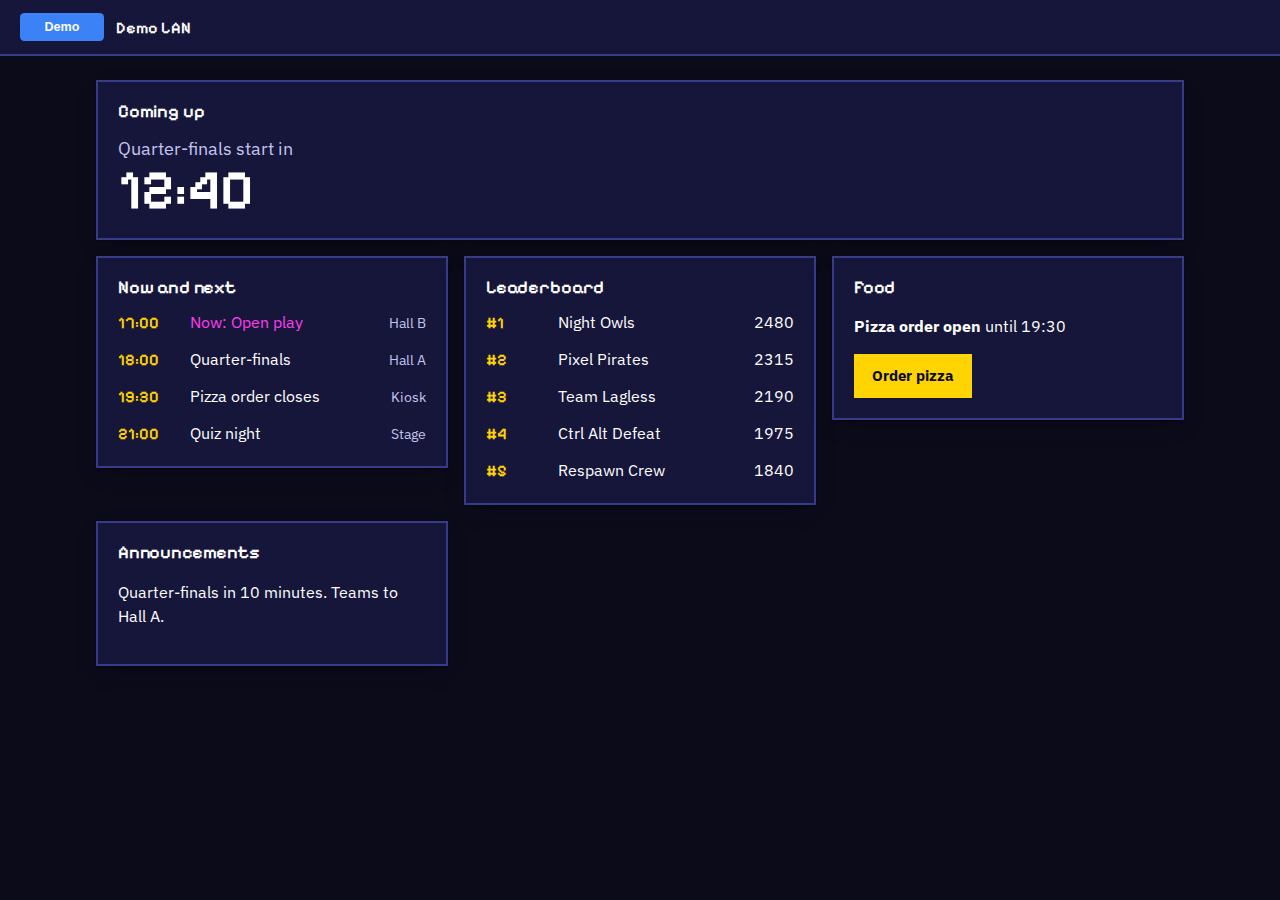 Demo
Demo LAN
Coming up
Quarter-finals start in
12:40
Now and next
17:00 Now: Open play Hall B
18:00 Quarter-finals Hall A
19:30 Pizza order closes Kiosk
21:00 Quiz night Stage
Leaderboard
#1 Night Owls 2480
#2 Pixel Pirates 2315
#3 Team Lagless 2190
#4 Ctrl Alt Defeat 1975
#5 Respawn Crew 1840
Food
Pizza order open until 19:30
Order pizza
Announcements
Quarter-finals in 10 minutes. Teams to
Hall A.